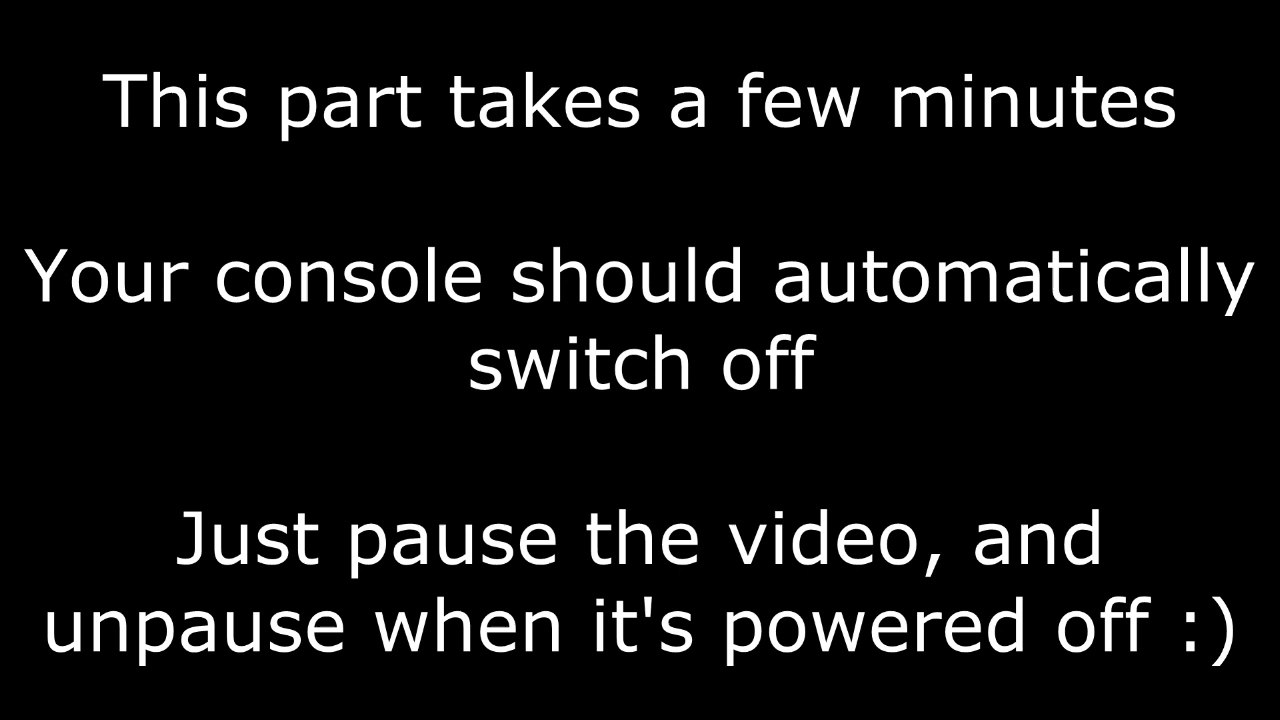 This part takes a few minutes
Your console should automatically
switch off
Just pause the video, and
unpause when it's powered off :)